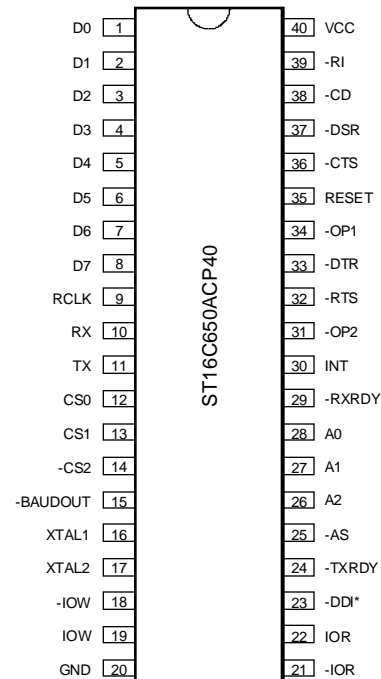 D0 1 40 VCC
D1 2 39 -RI
D2 3 38 -CD
D3 4 37 -DSR
D4 5 36 -CTS
D5 6 35 RESET
D6 7 34 -OP1
D7 8 33 -DTR
RCLK 9 32 -RTS
RX 10 31 -OP2
TX 11 30 INT
CS0 12 29 -RXRDY
CS1 13 28 A0
-CS2 14 27 A1
-BAUDOUT 15 26 A2
XTAL1 16 25 -AS
XTAL2 17 24 -TXRDY
-IOW 18 23 -DDI*
IOW 19 22 IOR
GND 20 21 -IOR
ST16C650ACP40